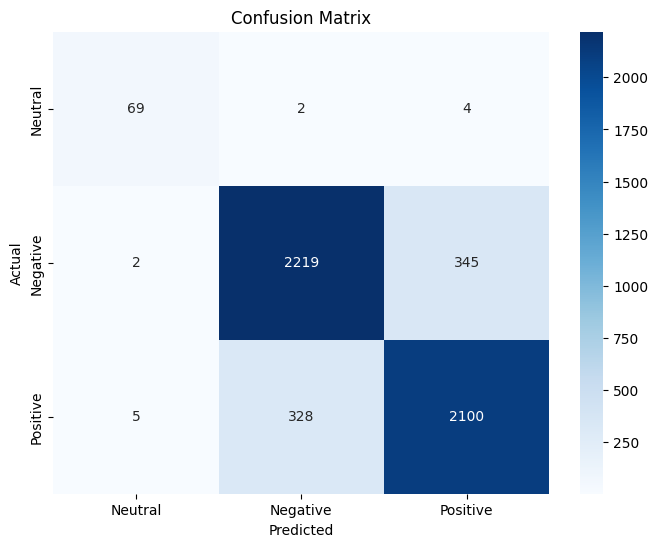 Confusion Matrix
Neutral
69 2 4
2000
1750
1500
Actual
Negative
2 2219 345
1250
1000
750
Positive
5 328 2100
500
250
Neutral Negative Positive
Predicted